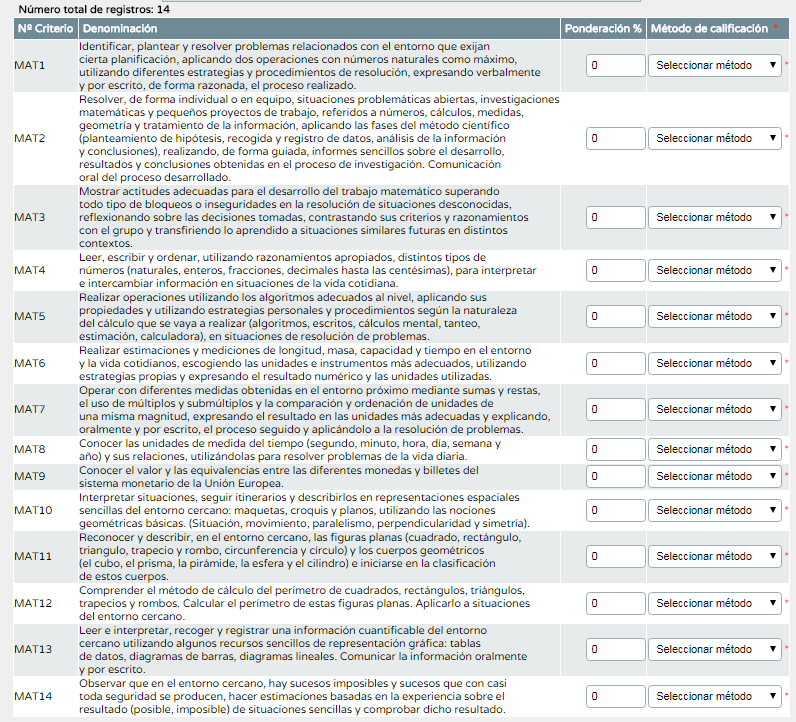 Número total de registros: 14
Nº Criterio Denominación Ponderación % Método de calificación *
MAT1
Identificar, plantear y resolver problemas relacionados con el entorno que exijan
cierta planificación, aplicando dos operaciones con números naturales como máximo,
utilizando diferentes estrategias y procedimientos de resolución, expresando verbalmente
y por escrito, de forma razonada, el proceso realizado.
0 Seleccionar método *
MAT2
Resolver, de forma individual o en equipo, situaciones problemáticas abiertas, investigaciones
matemáticas y pequeños proyectos de trabajo, referidos a números, cálculos, medidas,
geometría y tratamiento de la información, aplicando las fases del método científico
(planteamiento de hipótesis, recogida y registro de datos, análisis de la información
y conclusiones), realizando, de forma guiada, informes sencillos sobre el desarrollo,
resultados y conclusiones obtenidas en el proceso de investigación. Comunicación
oral del proceso desarrollado.
0 Seleccionar método *
MAT3
Mostrar actitudes adecuadas para el desarrollo del trabajo matemático superando
todo tipo de bloqueos o inseguridades en la resolución de situaciones desconocidas,
reflexionando sobre las decisiones tomadas, contrastando sus criterios y razonamientos
con el grupo y transfiriendo lo aprendido a situaciones similares futuras en distintos
contextos.
0 Seleccionar método *
MAT4
Leer, escribir y ordenar, utilizando razonamientos apropiados, distintos tipos de
números (naturales, enteros, fracciones, decimales hasta las centésimas), para interpretar
e intercambiar información en situaciones de la vida cotidiana.
0 Seleccionar método *
MAT5
Realizar operaciones utilizando los algoritmos adecuados al nivel, aplicando sus
propiedades y utilizando estrategias personales y procedimientos según la naturaleza
del cálculo que se vaya a realizar (algoritmos, escritos, cálculos mental, tanteo,
estimación, calculadora), en situaciones de resolución de problemas.
0 Seleccionar método *
MAT6
Realizar estimaciones y mediciones de longitud, masa, capacidad y tiempo en el entorno
y la vida cotidianos, escogiendo las unidades e instrumentos más adecuados, utilizando
estrategias propias y expresando el resultado numérico y las unidades utilizadas.
0 Seleccionar método *
MAT7
Operar con diferentes medidas obtenidas en el entorno próximo mediante sumas y restas,
el uso de múltiplos y submúltiplos y la comparación y ordenación de unidades de
una misma magnitud, expresando el resultado en las unidades más adecuadas y explicando,
oralmente y por escrito, el proceso seguido y aplicándolo a la resolución de problemas.
0 Seleccionar método *
MAT8
Conocer las unidades de medida del tiempo (segundo, minuto, hora, día, semana y
año) y sus relaciones, utilizándolas para resolver problemas de la vida diaria.
0 Seleccionar método *
MAT9
Conocer el valor y las equivalencias entre las diferentes monedas y billetes del
sistema monetario de la Unión Europea.
0 Seleccionar método *
MAT10
Interpretar situaciones, seguir itinerarios y describirlos en representaciones espaciales
sencillas del entorno cercano: maquetas, croquis y planos, utilizando las nociones
geométricas básicas. (Situación, movimiento, paralelismo, perpendicularidad y simetría).
0 Seleccionar método *
MAT11
Reconocer y describir, en el entorno cercano, las figuras planas (cuadrado, rectángulo,
triangulo, trapecio y rombo, circunferencia y círculo) y los cuerpos geométricos
(el cubo, el prisma, la pirámide, la esfera y el cilindro) e iniciarse en la clasificación
de estos cuerpos.
0 Seleccionar método *
MAT12
Comprender el método de cálculo del perímetro de cuadrados, rectángulos, triángulos,
trapecios y rombos. Calcular el perímetro de estas figuras planas. Aplicarlo a situaciones
del entorno cercano.
0 Seleccionar método *
MAT13
Leer e interpretar, recoger y registrar una información cuantificable del entorno
cercano utilizando algunos recursos sencillos de representación gráfica: tablas
de datos, diagramas de barras, diagramas lineales. Comunicar la información oralmente
y por escrito.
0 Seleccionar método *
MAT14
Observar que en el entorno cercano, hay sucesos imposibles y sucesos que con casi
toda seguridad se producen, hacer estimaciones basadas en la experiencia sobre el
resultado (posible, imposible) de situaciones sencillas y comprobar dicho resultado.
0 Seleccionar método *